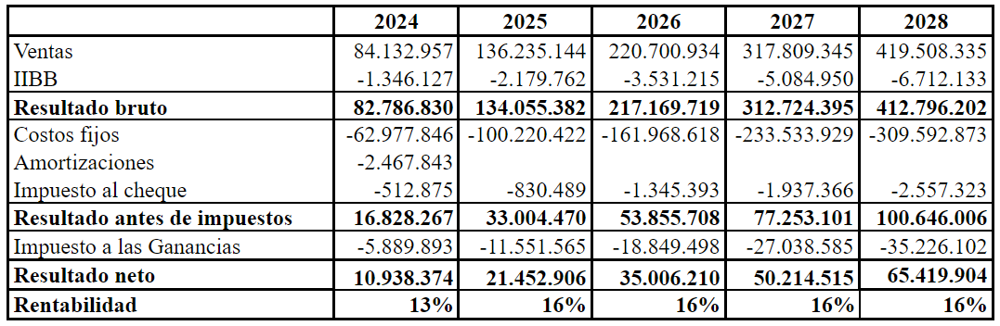 2024 2025 2026 2027 2028
Ventas 84.132.957 136.235.144 220.700.934 317.809.345 419.508.335
IIBB -1.346.127 -2.179.762 -3.531.215 -5.084.950 -6.712.133
Resultado bruto 82.786.830 134.055.382 217.169.719 312.724.395 412.796.202
Costos fijos -62.977.846 -100.220.422 -161.968.618 -233.533.929 -309.592.873
Amortizaciones -2.467.843
Impuesto al cheque -512.875 -830.489 -1.345.393 -1.937.366 -2.557.323
Resultado antes de impuestos 16.828.267 33.004.470 53.855.708 77.253.101 100.646.006
Impuesto a las Ganancias -5.889.893 -11.551.565 -18.849.498 -27.038.585 -35.226.102
Resultado neto 10.938.374 21.452.906 35.006.210 50.214.515 65.419.904
Rentabilidad 13% 16% 16% 16% 16%